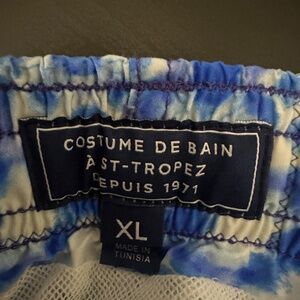 COSTUME DE BAIN
À ST-TROPEZ
DEPUIS 1971
XL
MADE IN
TUNISIA